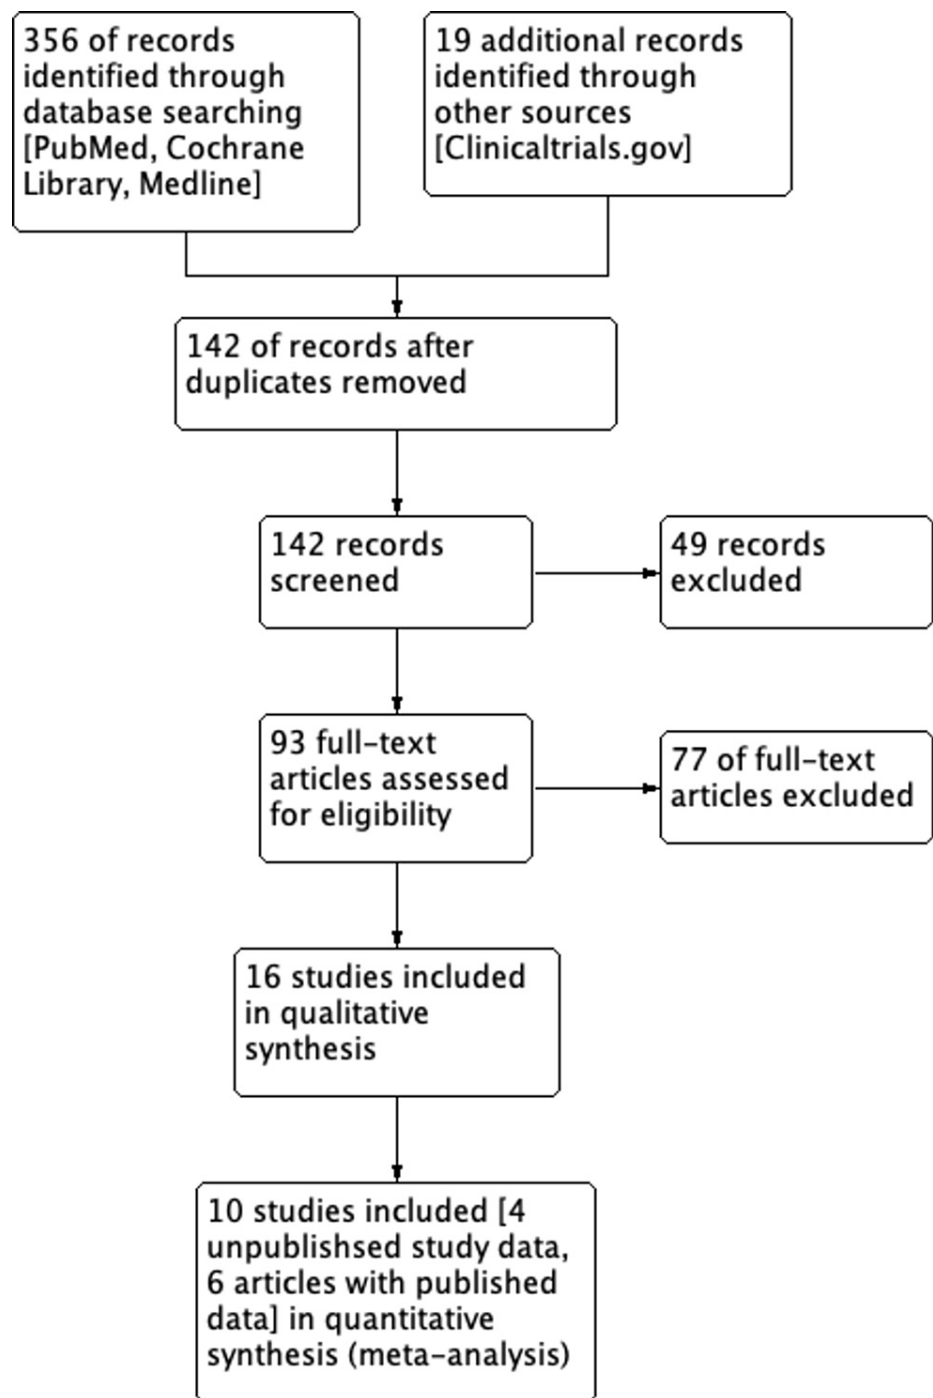 356 of records
identified through
database searching
[PubMed, Cochrane
Library, Medline]
19 additional records
identified through
other sources
[Clinicaltrials.gov]
142 of records after
duplicates removed
142 records
screened
49 records
excluded
93 full-text
articles assessed
for eligibility
77 of full-text
articles excluded
16 studies included
in qualitative
synthesis
10 studies included [4
unpublishsed study data,
6 articles with published
data] in quantitative
synthesis (meta-analysis)